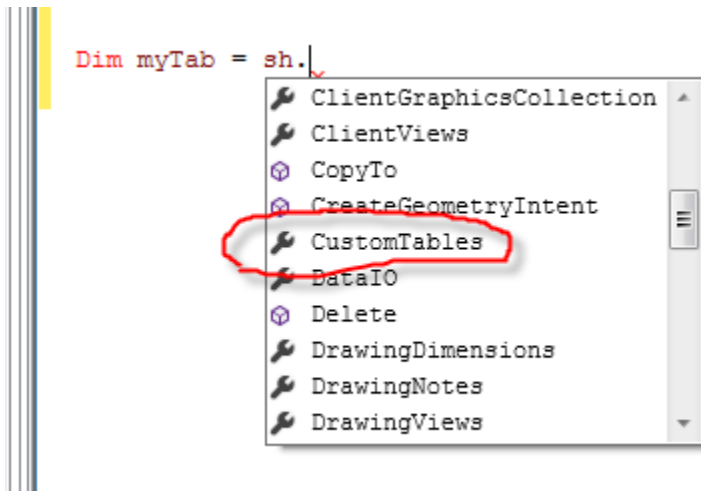 Dim myTab = sh.
ClientGraphicsCollection
ClientViews
CopyTo
CreateGeometryIntent
CustomTables
DataIO
Delete
DrawingDimensions
DrawingNotes
DrawingViews